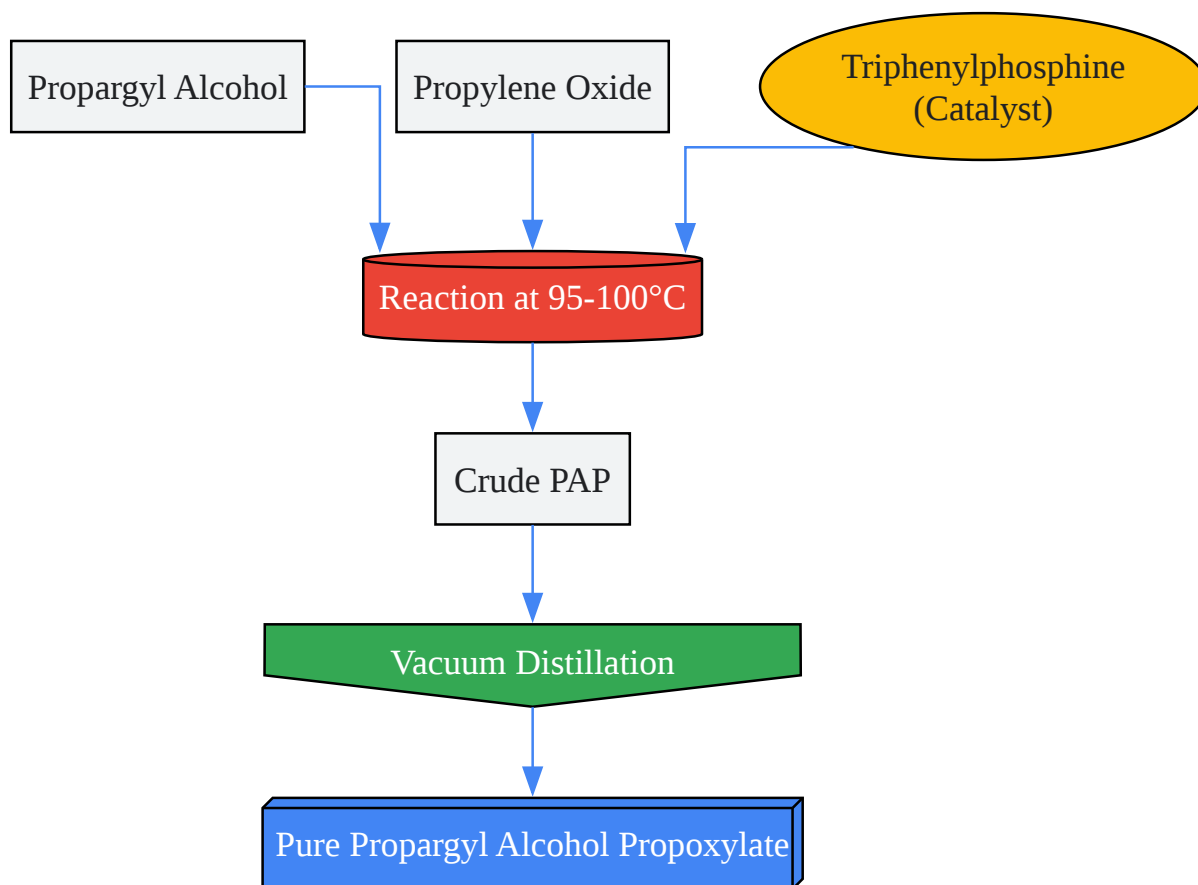 Propargyl Alcohol
Propylene Oxide
Triphenylphosphine
(Catalyst)
Reaction at 95-100°C
Crude PAP
Vacuum Distillation
Pure Propargyl Alcohol Propoxylate